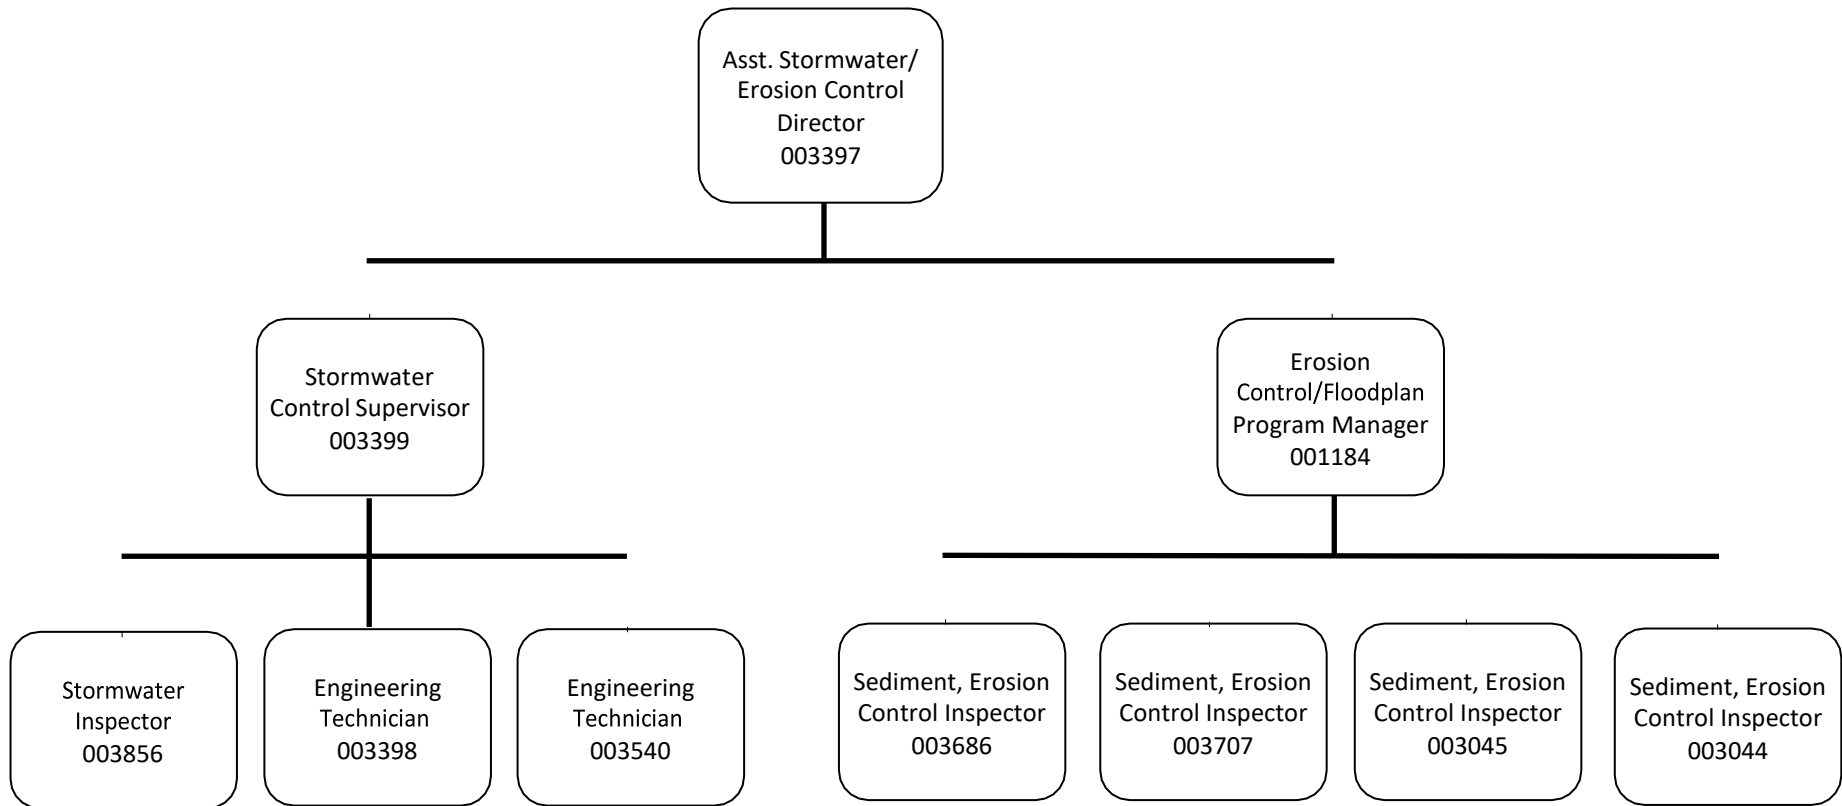 Asst. Stormwater/
Erosion Control
Director
003397
Stormwater
Control Supervisor
003399
Erosion
Control/Floodplan
Program Manager
001184
Stormwater
Inspector
003856
Engineering
Technician
003398
Engineering
Technician
003540
Sediment, Erosion
Control Inspector
003686
Sediment, Erosion
Control Inspector
003707
Sediment, Erosion
Control Inspector
003045
Sediment, Erosion
Control Inspector
003044